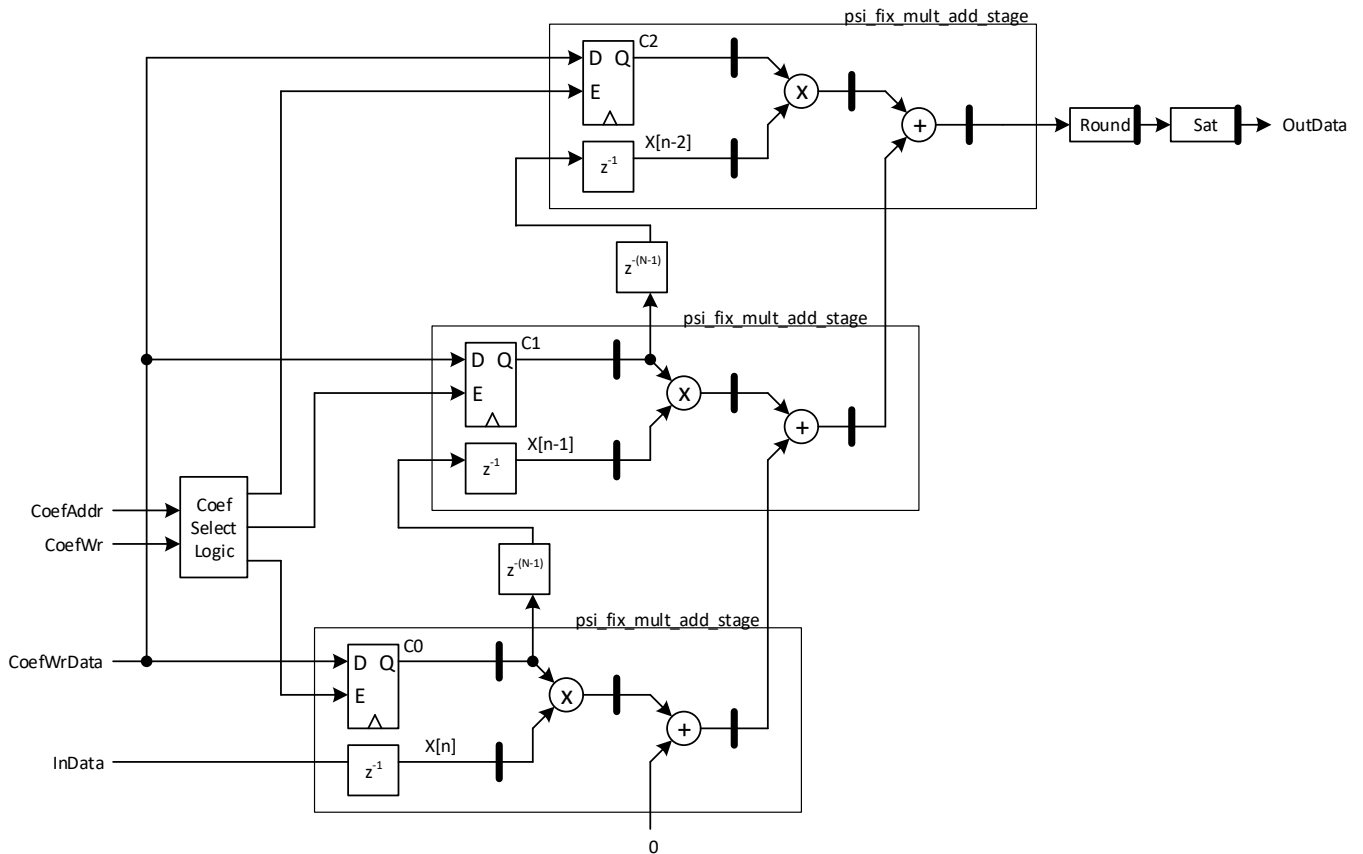 psi_fix_mult_add_stage
C2
D Q
E
x
+
Round
Sat
OutData
X[n-2]
z-1
z-(N-1)
psi_fix_mult_add_stage
C1
D Q
E
x
+
X[n-1]
z-1
CoefAddr
CoefWr
Coef
Select
Logic
z-(N-1)
psi_fix_mult_add_stage
CoefWrData
C0
D Q
E
x
+
InData
X[n]
z-1
0